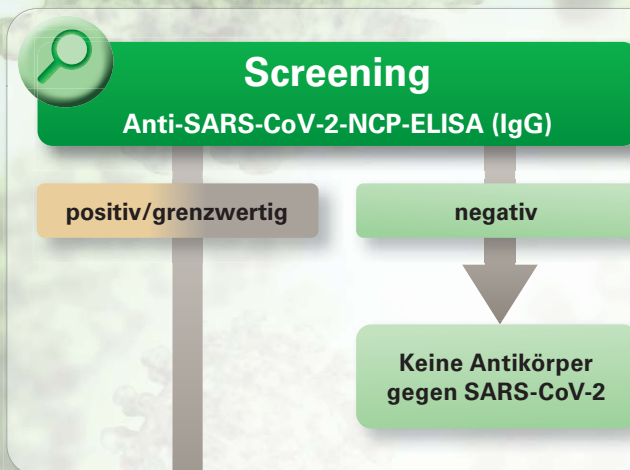 Screening
Anti-SARS-CoV-2-NCP-ELISA (IgG)
positiv/grenzwertig
negativ
Keine Antikörper
gegen SARS-CoV-2